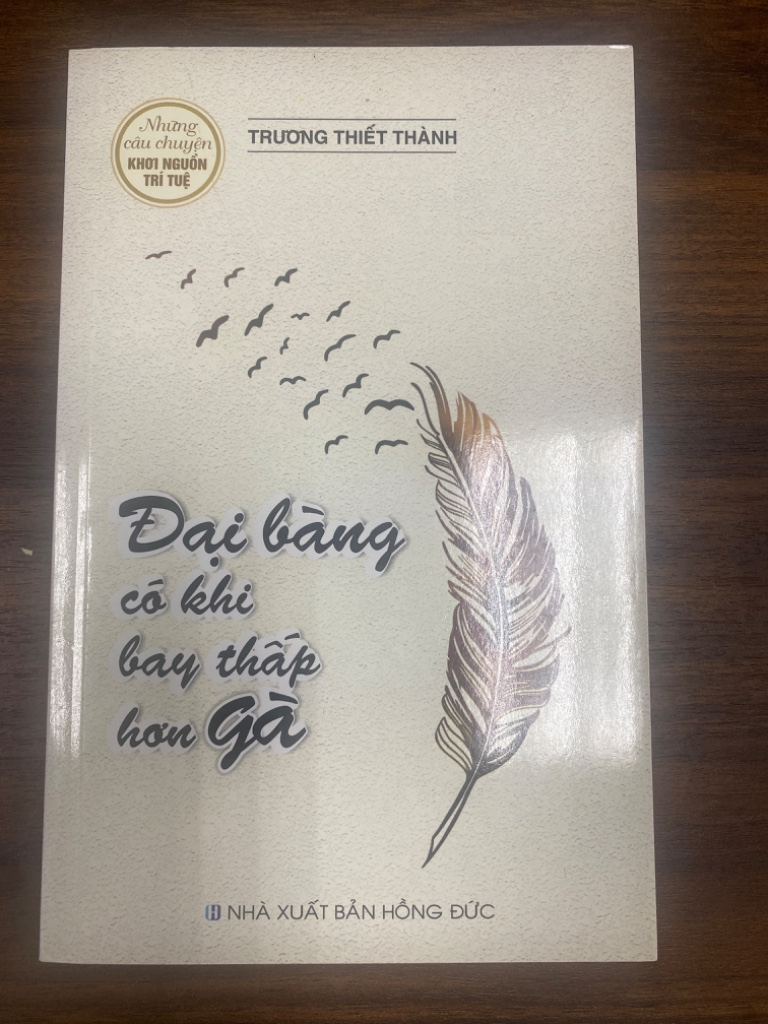 Những
câu chuyện
KHƠI NGUỒN
TRÍ TUỆ
TRƯƠNG THIẾT THÀNH
Đại bàng
có khi
bay thấp
hơn Gà
NHÀ XUẤT BẢN HỒNG ĐỨC